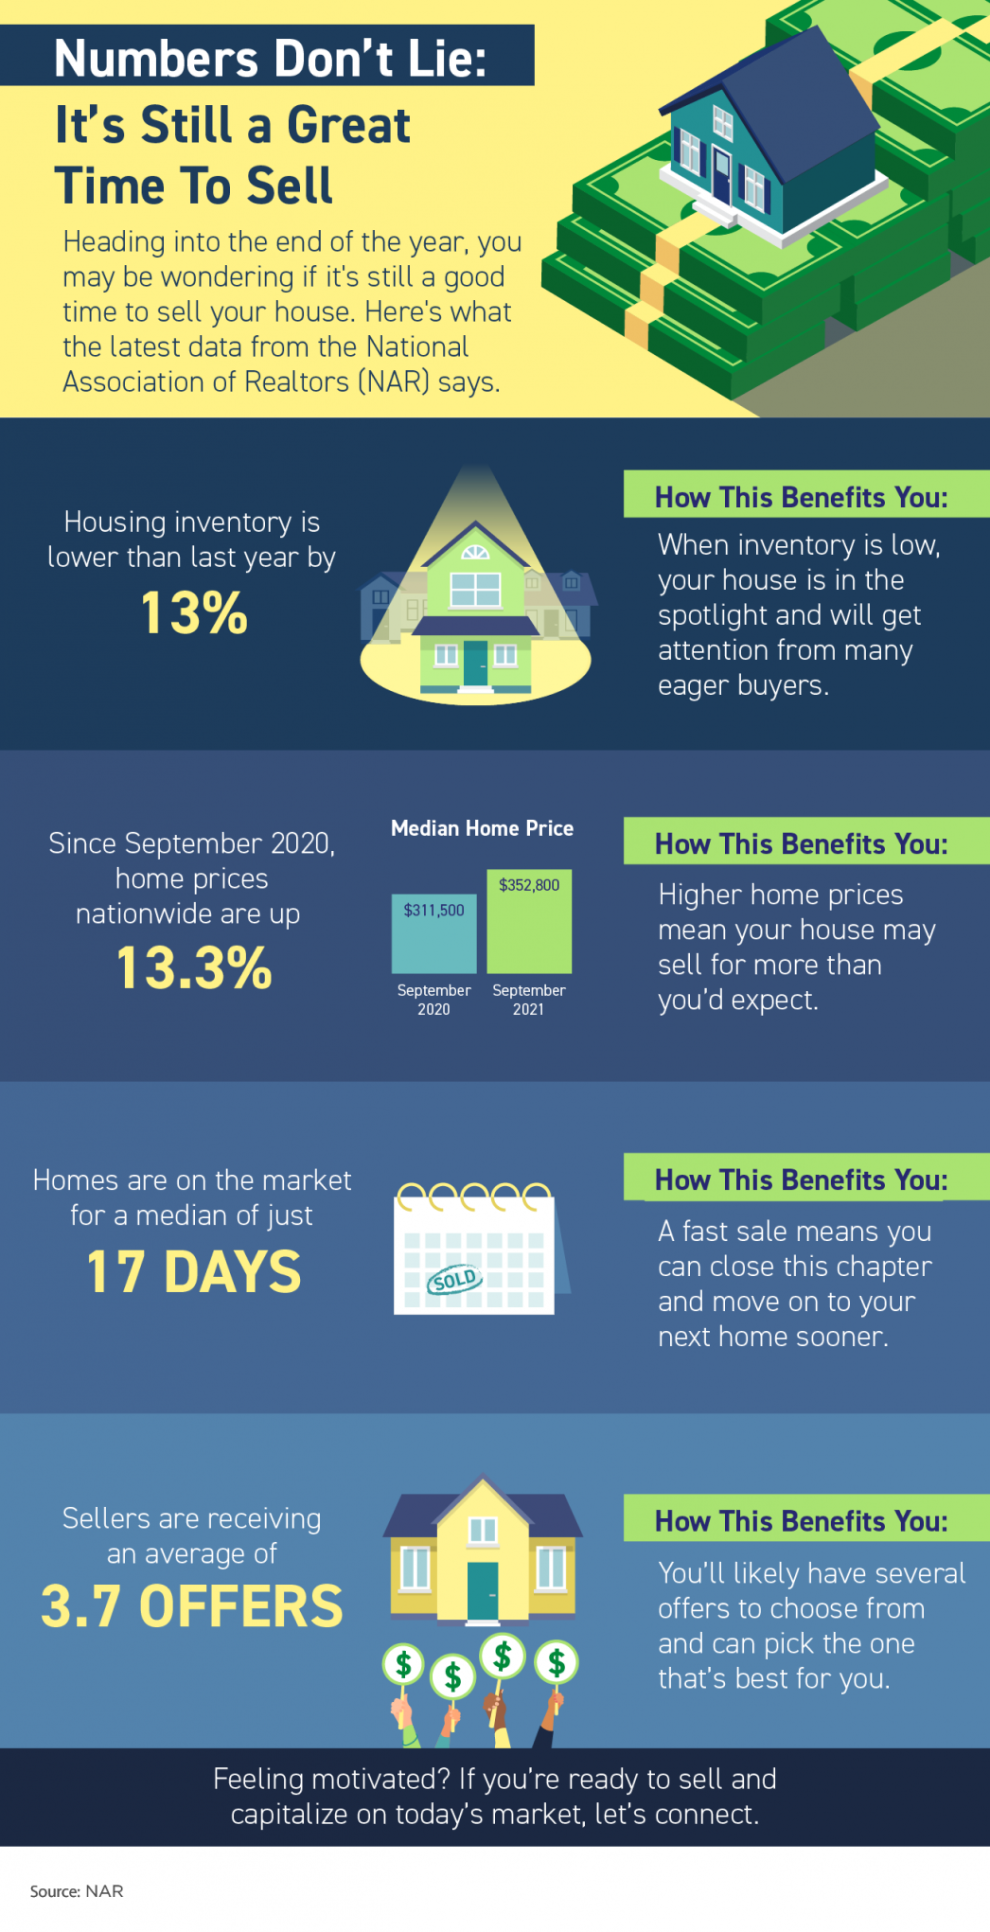 Numbers Don't Lie:
It's Still a Great
Time To Sell
Heading into the end of the year, you
may be wondering if it's still a good
time to sell your house. Here's what
the latest data from the National
Association of Realtors (NAR) says.
Housing inventory is
lower than last year by
13%
How This Benefits You:
When inventory is low,
your house is in the
spotlight and will get
attention from many
eager buyers.
Since September 2020,
home prices
nationwide are up
13.3%
Median Home Price
$311,500
$352,800
September
2020
September
2021
How This Benefits You:
Higher home prices
mean your house may
sell for more than
you'd expect.
Homes are on the market
for a median of just
17 DAYS
SOLD
How This Benefits You:
A fast sale means you
can close this chapter
and move on to your
next home sooner.
Sellers are receiving
an average of
3.7 OFFERS
$ $ $ $
How This Benefits You:
You'll likely have several
offers to choose from
and can pick the one
that's best for you.
Feeling motivated? If you're ready to sell and
capitalize on today's market, let's connect.
Source: NAR